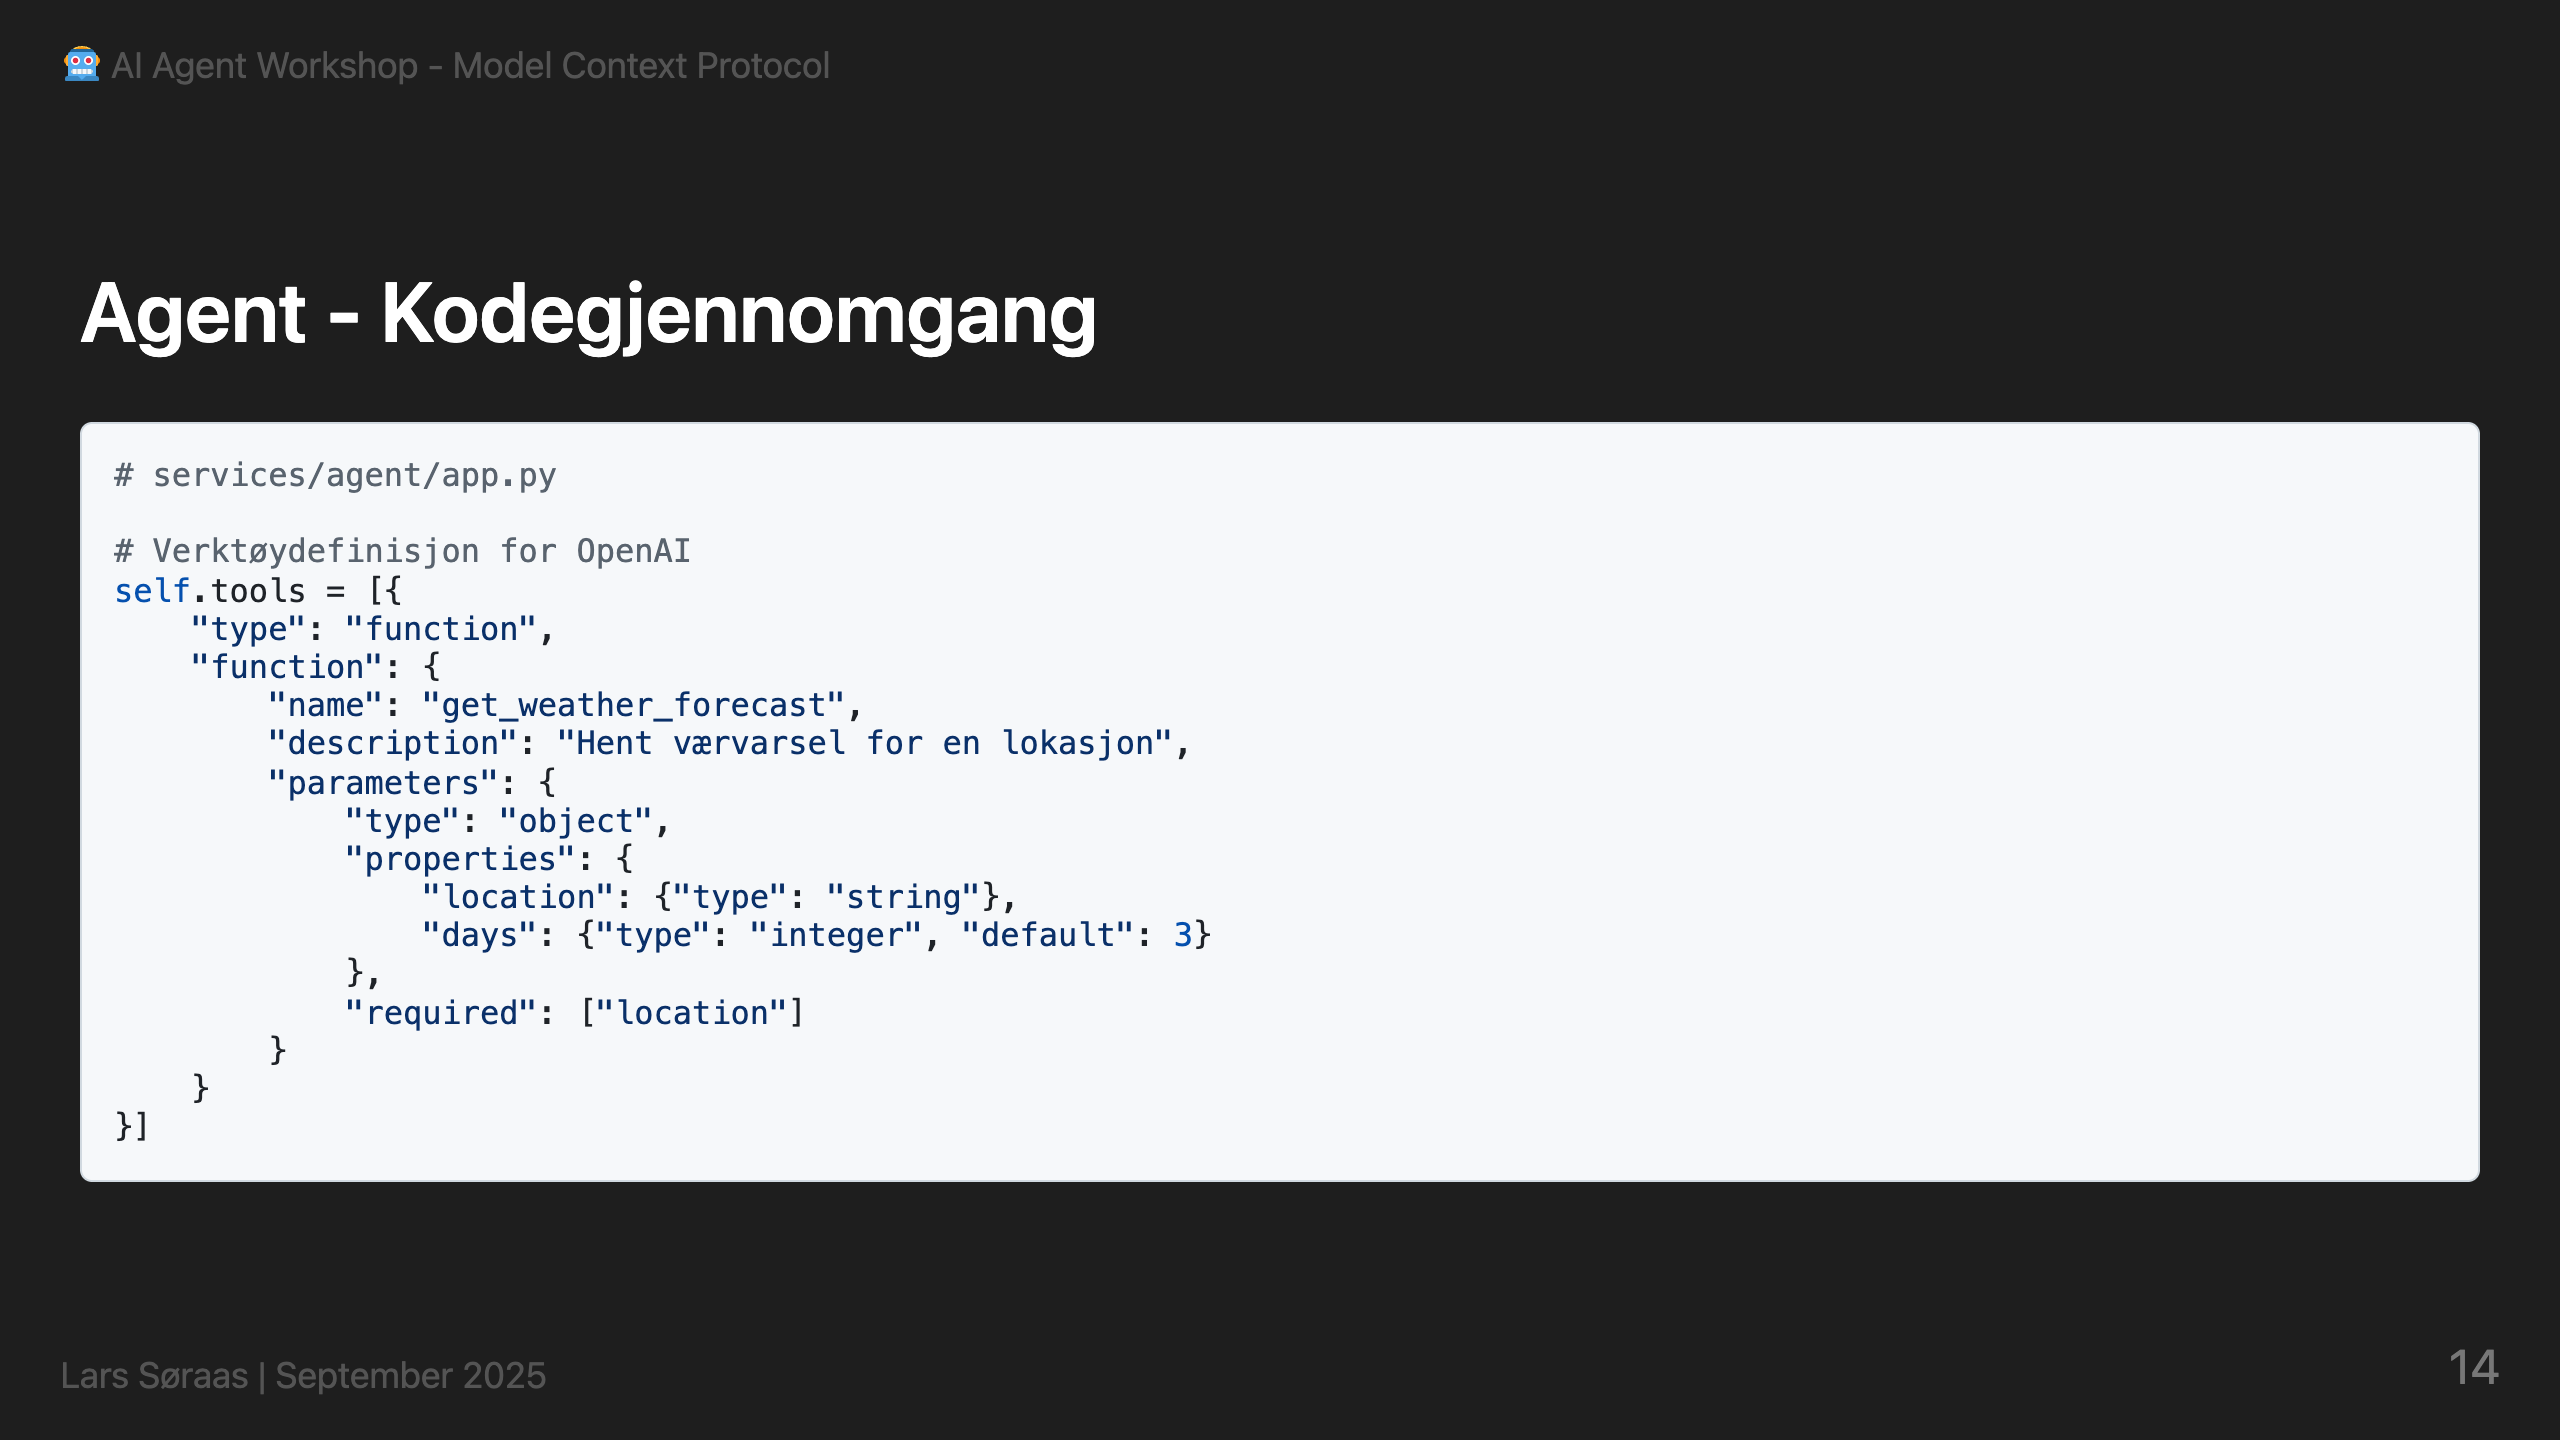 AI Agent Workshop - Model Context Protocol
Agent - Kodegjennomgang
# services/agent/app.py
# Verktøydefinisjon for OpenAI
self.tools = [{
    "type": "function",
    "function": {
        "name": "get_weather_forecast",
        "description": "Hent værvarsel for en lokasjon",
        "parameters": {
            "type": "object",
            "properties": {
                "location": {"type": "string"},
                "days": {"type": "integer", "default": 3}
            },
            "required": ["location"]
        }
    }
}]
Lars Søraas | September 2025
14